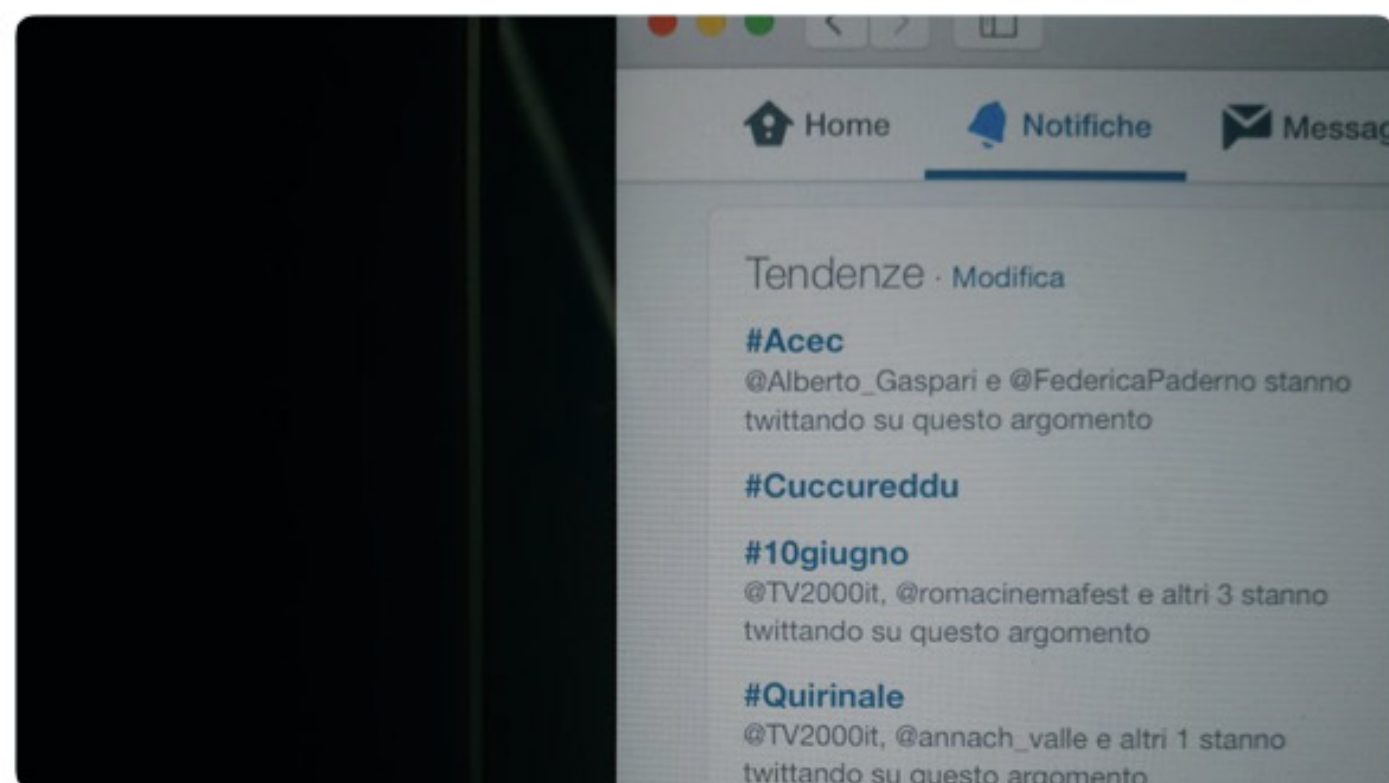 Home Notifiche Messag
Tendenze · Modifica
#Acec
@Alberto_Gaspari e @FedericaPaderno stanno
twittando su questo argomento
#Cuccureddu
#10giugno
@TV2000it, @romacinemafest e altri 3 stanno
twittando su questo argomento
#Quirinale
@TV2000it, @annach_valle e altri 1 stanno
twittando su questo argomento